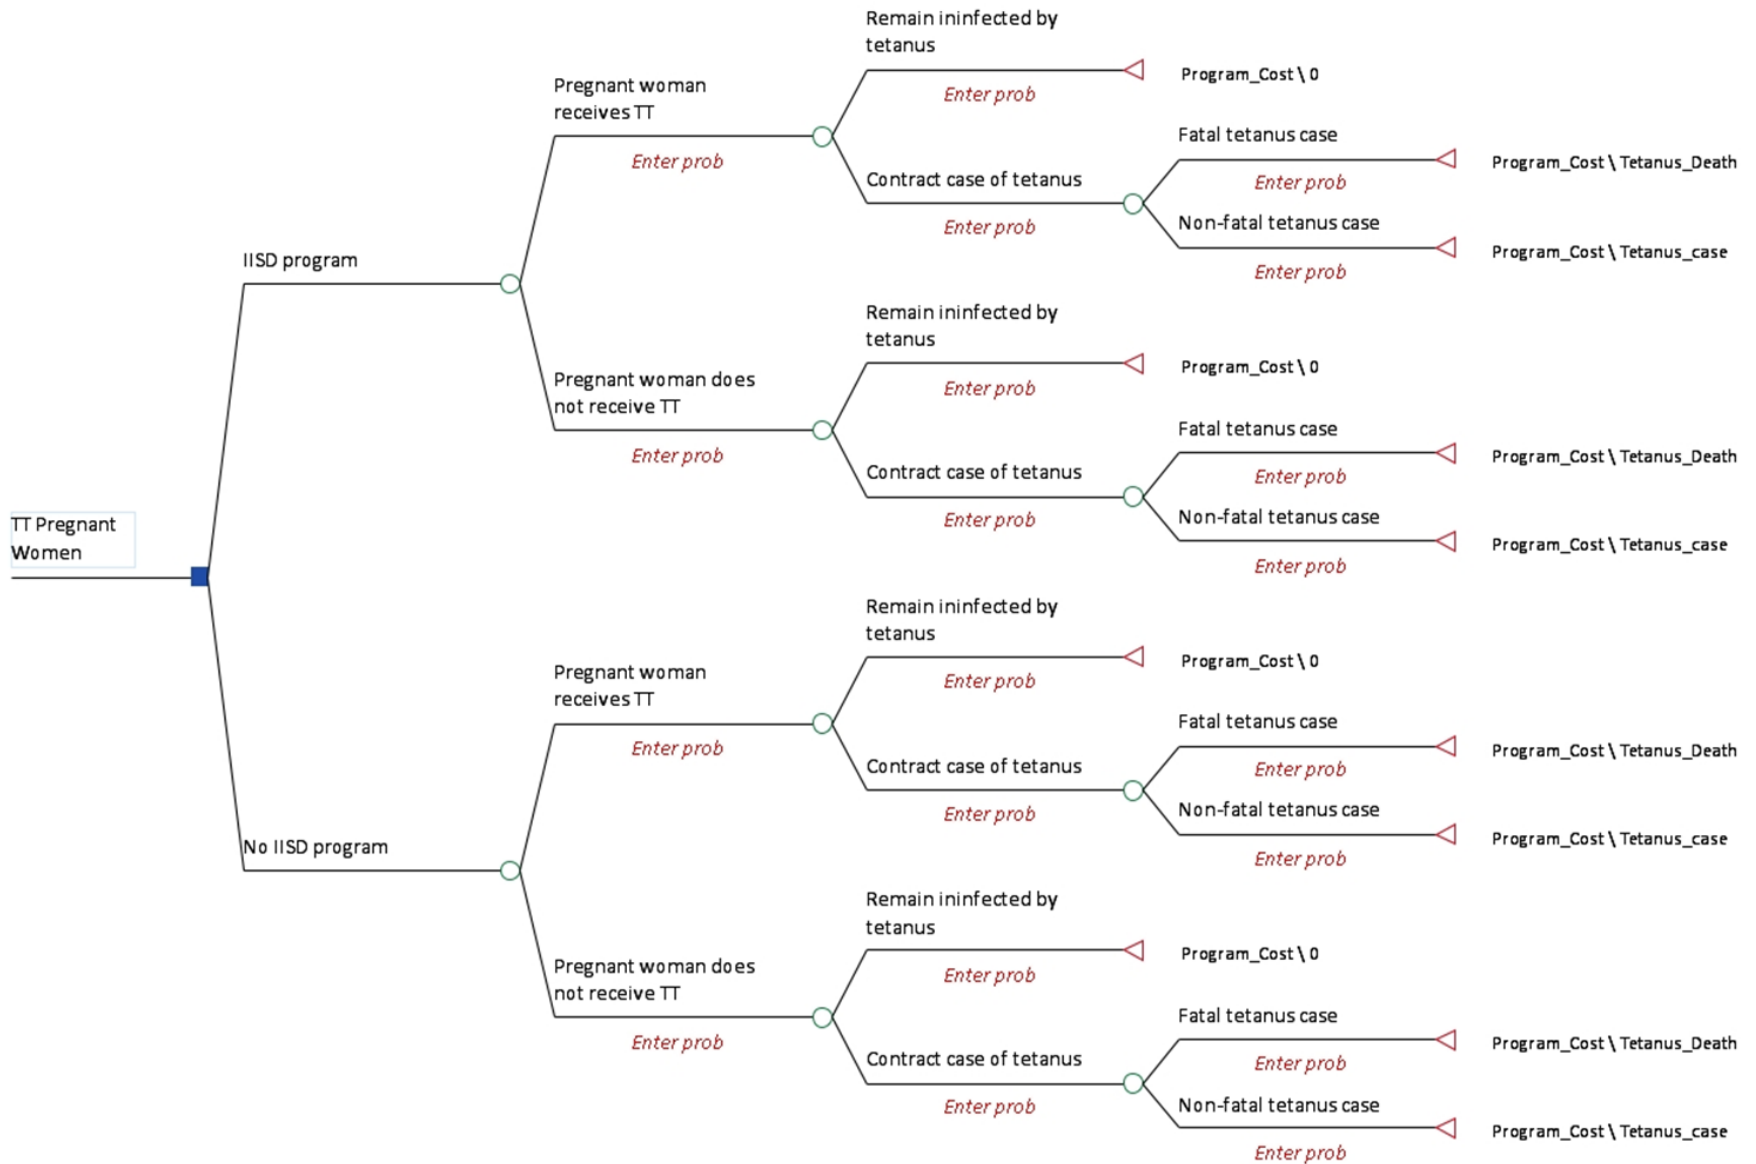 Remain ininfected by
tetanus
Enter prob
Program_Cost \ 0
Pregnant woman
receives TT
Enter prob
Fatal tetanus case
Enter prob
Program_Cost \ Tetanus_Death
Contract case of tetanus
Enter prob
Non-fatal tetanus case
Enter prob
Program_Cost \ Tetanus_case
IISD program
Remain ininfected by
tetanus
Enter prob
Program_Cost \ 0
Pregnant woman does
not receive TT
Enter prob
Fatal tetanus case
Enter prob
Program_Cost \ Tetanus_Death
Contract case of tetanus
Enter prob
Non-fatal tetanus case
Enter prob
Program_Cost \ Tetanus_case
TT Pregnant
Women
Remain ininfected by
tetanus
Enter prob
Program_Cost \ 0
Pregnant woman
receives TT
Enter prob
Fatal tetanus case
Enter prob
Program_Cost \ Tetanus_Death
Contract case of tetanus
Enter prob
Non-fatal tetanus case
Enter prob
Program_Cost \ Tetanus_case
No IISD program
Remain ininfected by
tetanus
Enter prob
Program_Cost \ 0
Pregnant woman does
not receive TT
Enter prob
Fatal tetanus case
Enter prob
Program_Cost \ Tetanus_Death
Contract case of tetanus
Enter prob
Non-fatal tetanus case
Enter prob
Program_Cost \ Tetanus_case